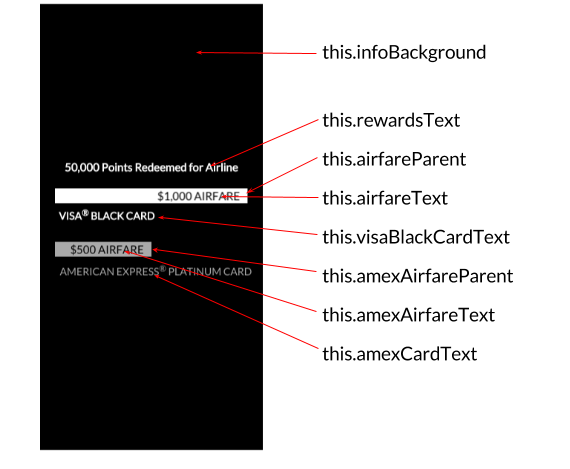 this.infoBackground
this.rewardsText
this.airfareParent
50,000 Points Redeemed for Airline
$1,000 AIRFARE
this.airfareText
VISA® BLACK CARD
this.visaBlackCardText
$500 AIRFARE
AMERICAN EXPRESS® PLATINUM CARD
this.amexAirfareParent
this.amexAirfareText
this.amexCardText